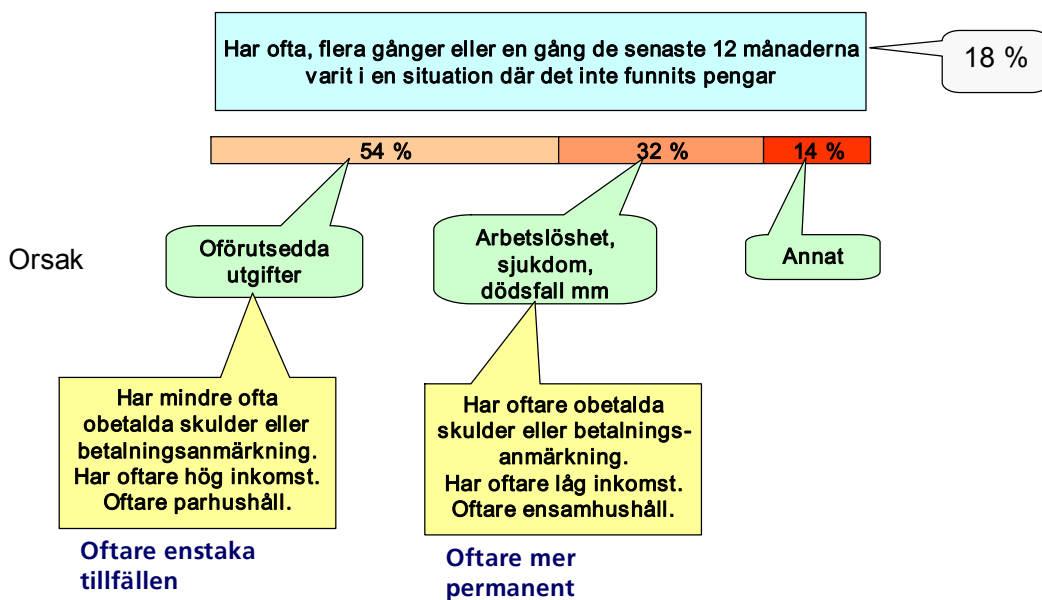 Har ofta, flera gånger eller en gång de senaste 12 månaderna
varit i en situation där det inte funnits pengar
18 %
54 %
32 %
14 %
Orsak
Oförutsedda
utgifter
Arbetslöshet,
sjukdom,
dödsfall mm
Annat
Har mindre ofta
obetalda skulder eller
betalningsanmärkning.
Har oftare hög inkomst.
Oftare parhushåll.
Har oftare obetalda
skulder eller betalnings-
anmärkning.
Har oftare låg inkomst.
Oftare ensamhushåll.
Oftare enstaka
tillfällen
Oftare mer
permanent